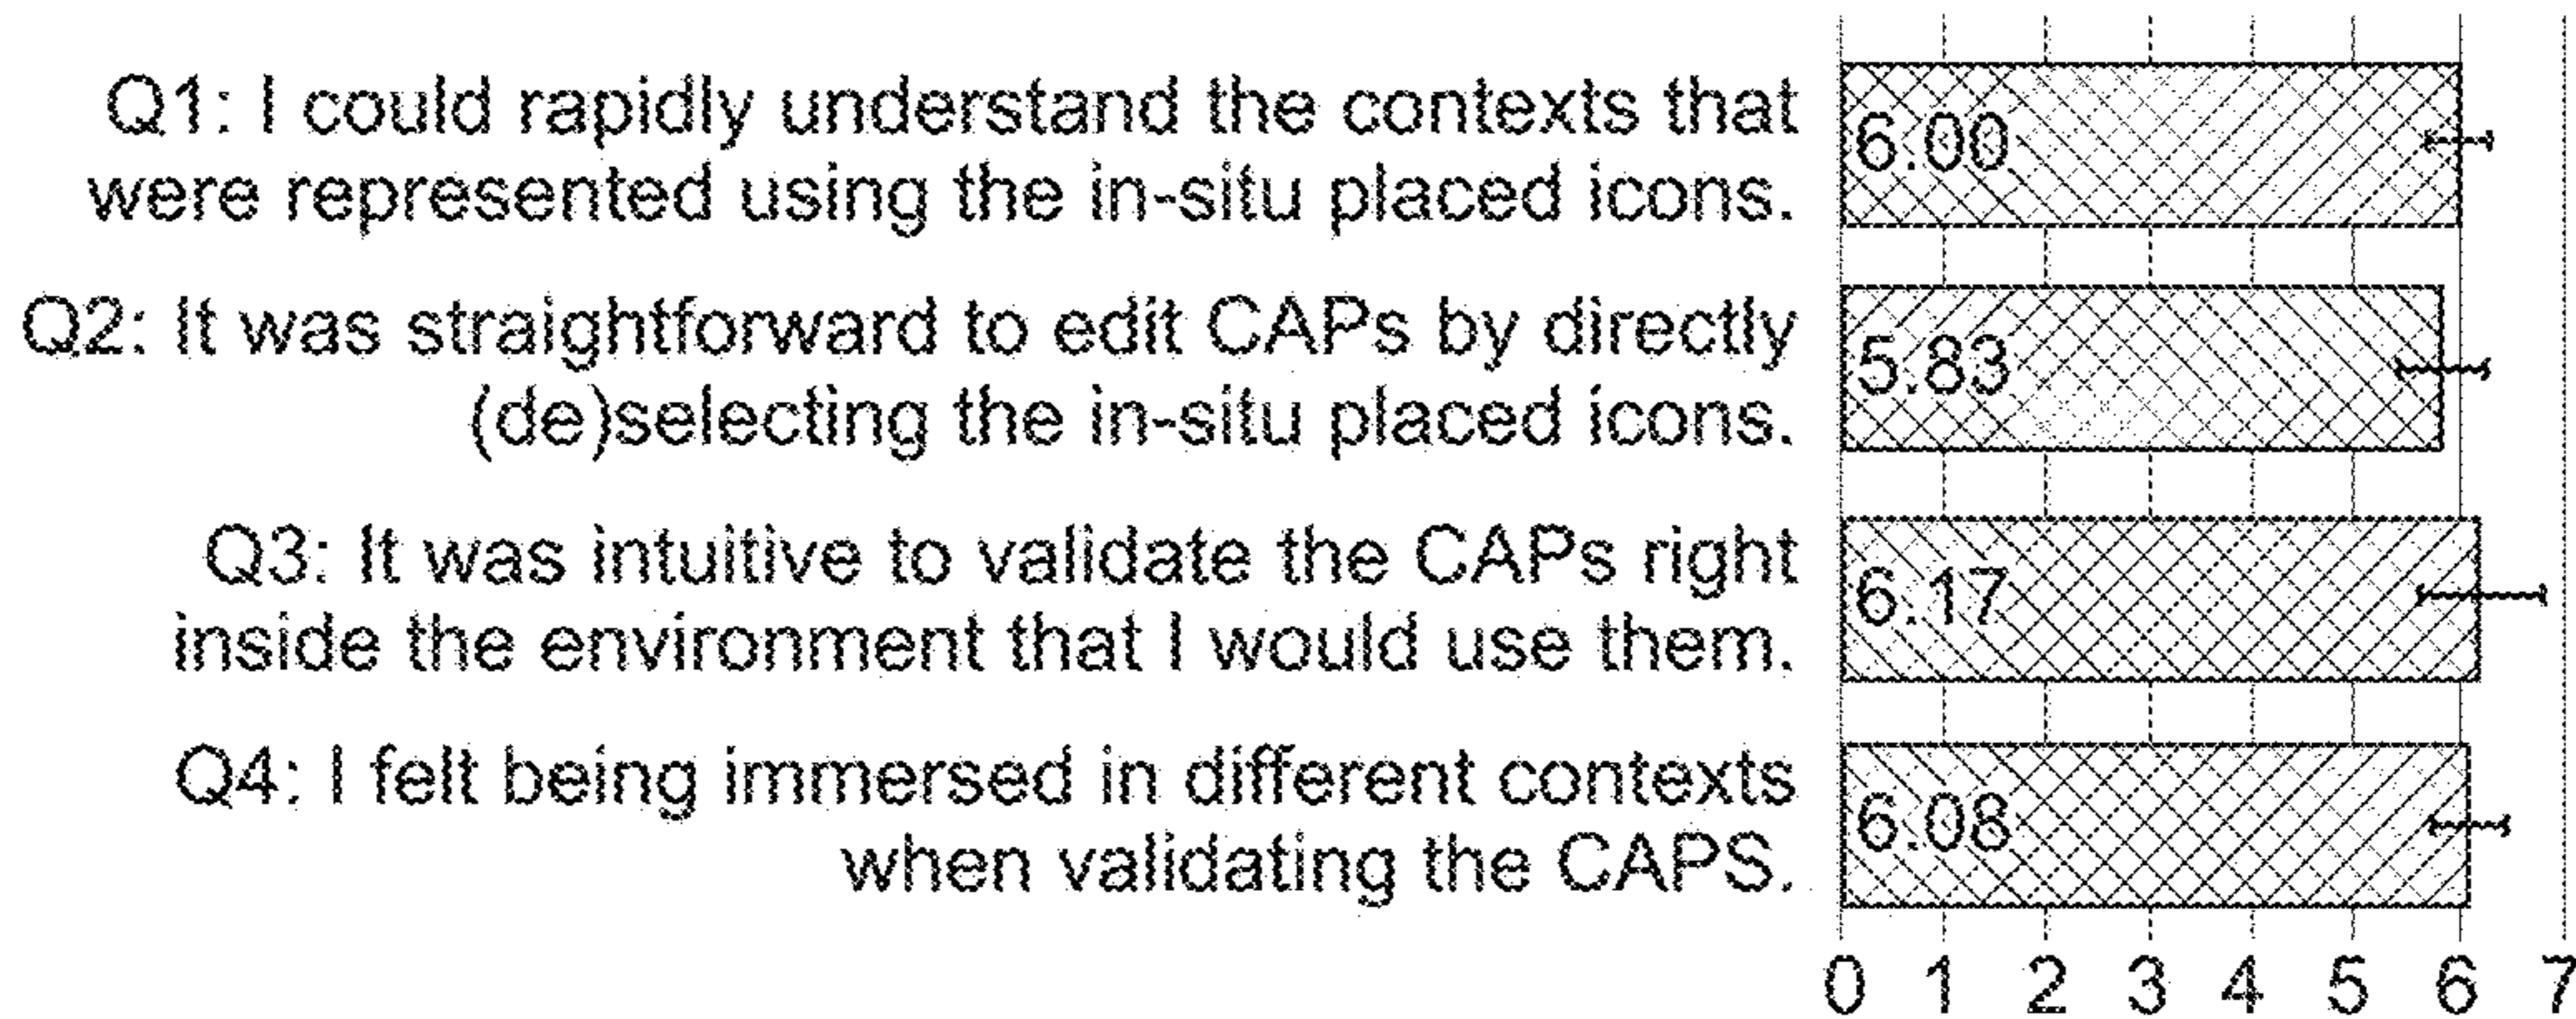 Q1: I could rapidly understand the contexts that
were represented using the in-situ placed icons.
6.00
Q2: It was straightforward to edit CAPs by directly
(de)selecting the in-situ placed icons.
5.83
Q3: It was intuitive to validate the CAPs right
inside the environment that I would use them.
6.17
Q4: I felt being immersed in different contexts
when validating the CAPS.
6.08
0 1 2 3 4 5 6 7